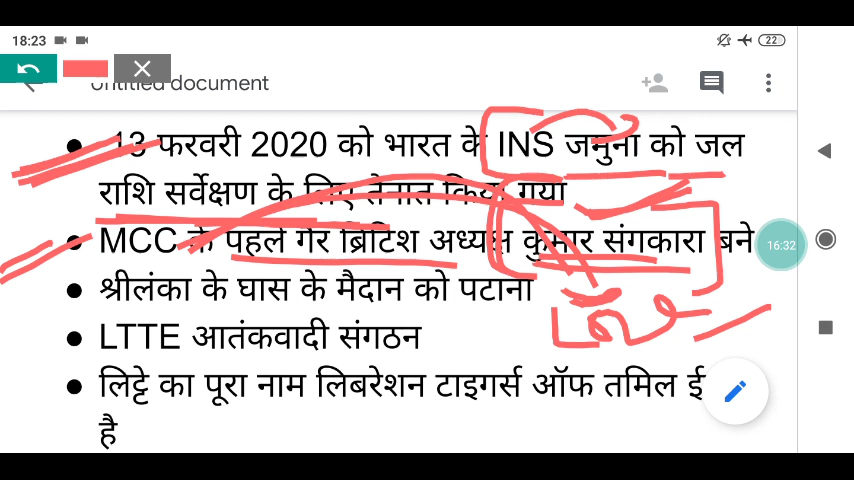 18:23
22
Untitled document
● 13 फरवरी 2020 को भारत के INS जमुना को जल
राशि सर्वेक्षण के लिए तैनात किया गया
● MCC के पहले गैर ब्रिटिश अध्यक्ष कुमार संगकारा बने
16:32
● श्रीलंका के घास के मैदान को पटाना
● LTTE आतंकवादी संगठन
● लिट्टे का पूरा नाम लिबरेशन टाइगर्स ऑफ तमिल ई
है